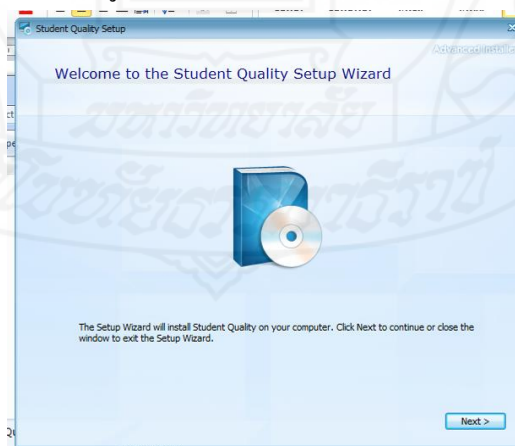 Student Quality Setup
Advanced Installer
Welcome to the Student Quality Setup Wizard
The Setup Wizard will install Student Quality on your computer. Click Next to continue or close the
window to exit the Setup Wizard.
Next >